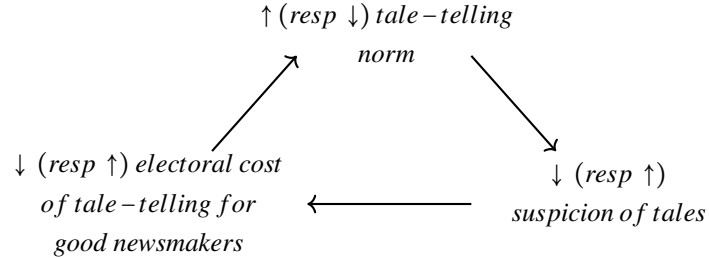 ↑ (resp ↓) tale–telling
norm
↓ (resp ↑) electoral cost
of tale–telling for
good newsmakers
↓ (resp ↑)
suspicion of tales